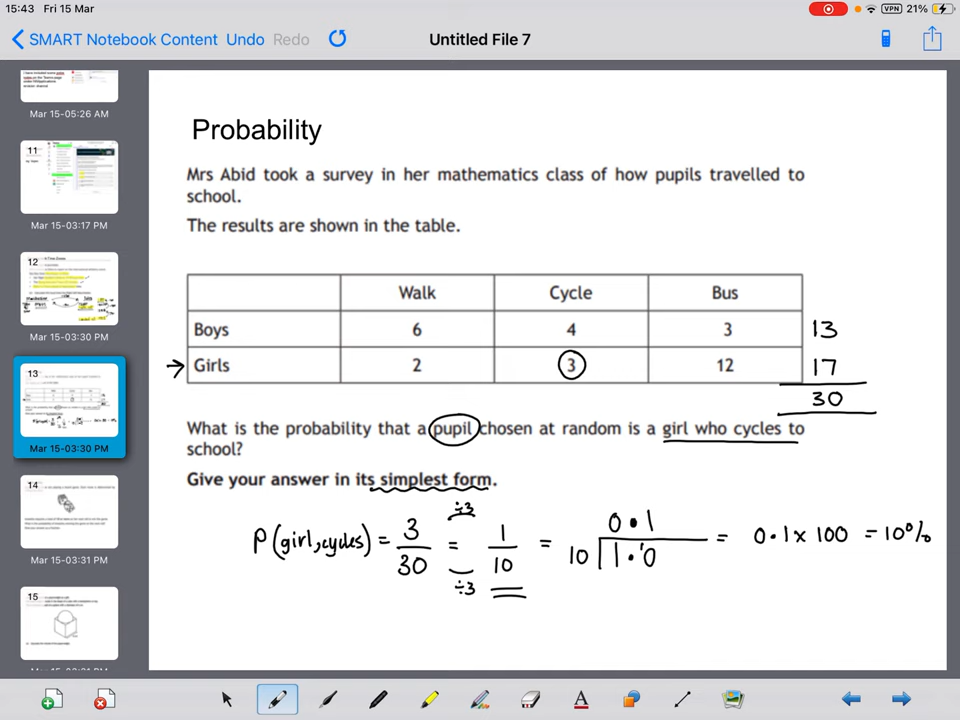 15:43 Fri 15 Mar VPN 21%
SMART Notebook Content Undo Redo Untitled File 7
Mar 15-05:26 AM
11
Mar 15-03:17 PM
12
Mar 15-03:30 PM
13
Mar 15-03:30 PM
14
Mar 15-03:31 PM
15
Probability
Mrs Abid took a survey in her mathematics class of how pupils travelled to
school.
The results are shown in the table.
Walk Cycle Bus
Boys 6 4 3 13
→ Girls 2 3 12 17
30
What is the probability that a pupil chosen at random is a girl who cycles to
school?
Give your answer in its simplest form.
÷3
P(girl, cycles) = 3/30 = 1/10 = 10 1.0 0.1 = 0.1 x 100 = 10%
÷3
A